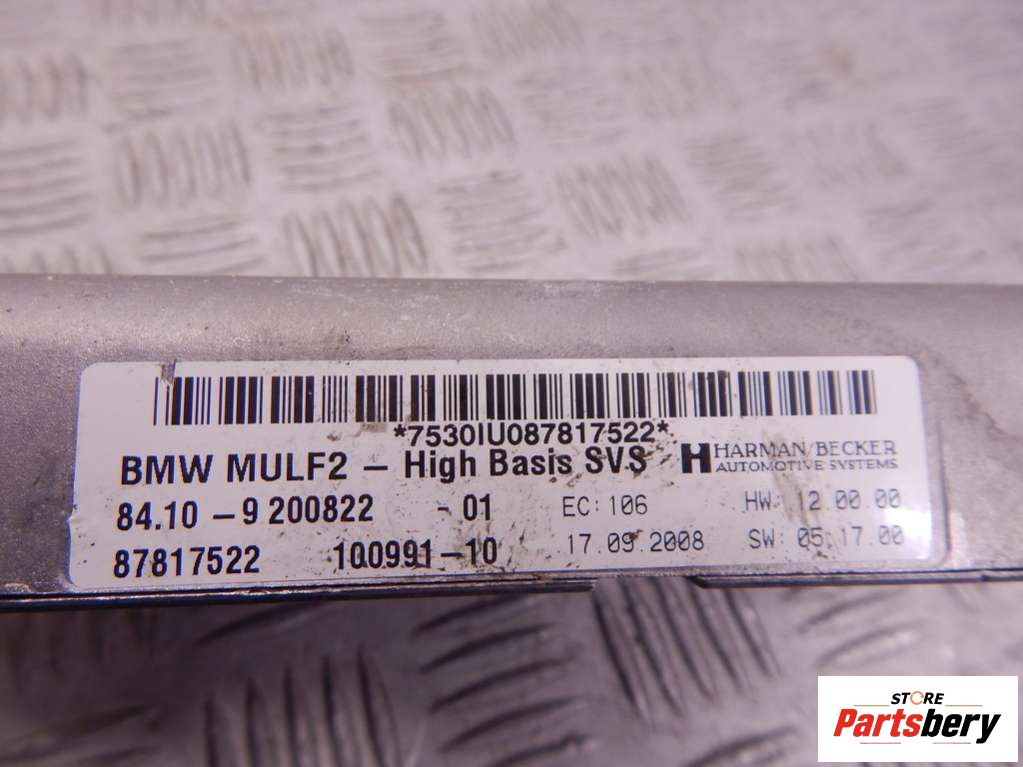 *7530IU087817522*
BMW MULF2 – High Basis SVS
HARMAN/BECKER
AUTOMOTIVE SYSTEMS
84.10 –9 200822 - 01 EC: 106 HW: 12.00.00
87817522 100991-10 17.09.2008 SW: 05.17.00
STORE
Partsbery